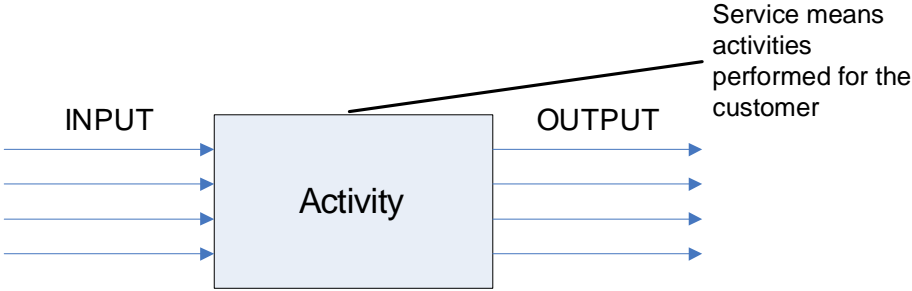 Service means
activities
performed for the
customer
INPUT
OUTPUT
Activity